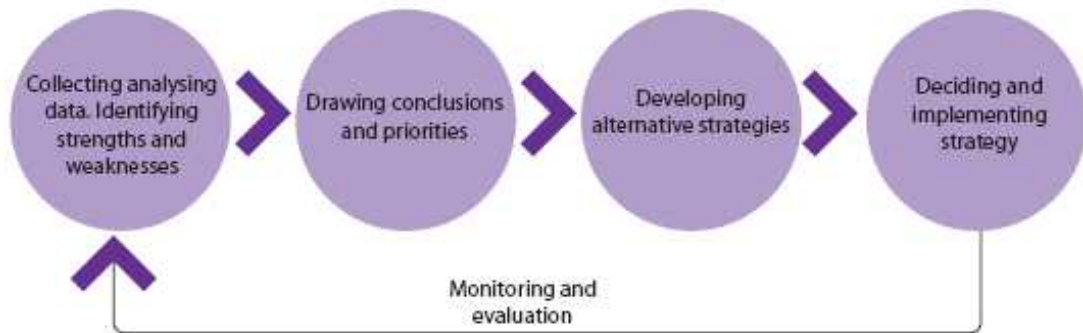 Collecting analysing
data. Identifying
strengths and
weaknesses
Drawing conclusions
and priorities
Developing
alternative strategies
Deciding and
implementing
strategy
Monitoring and
evaluation